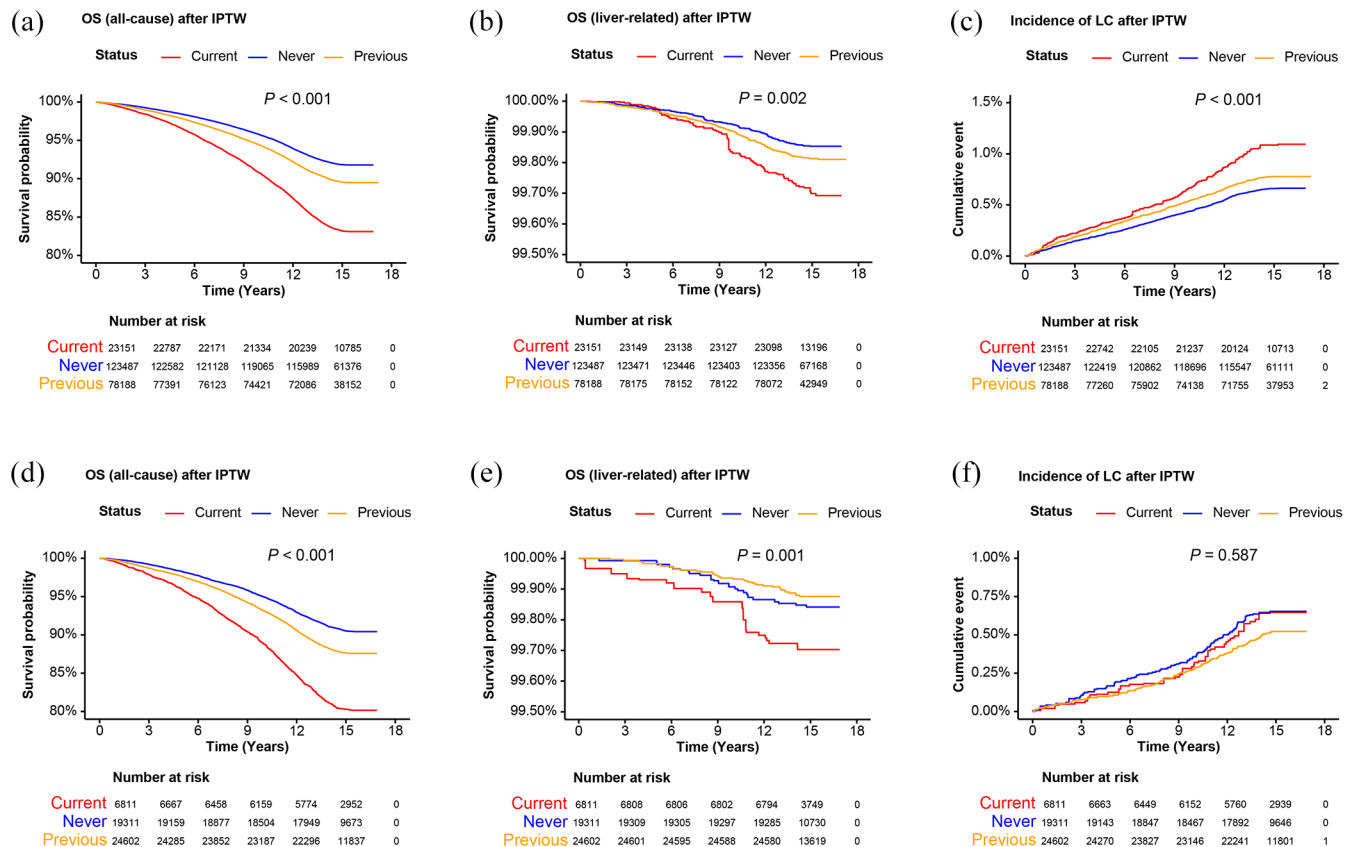 (a)
OS (all-cause) after IPTW
Status Current Never Previous
P < 0.001
100%
95%
90%
85%
80%
Survival probability
0 3 6 9 12 15 18
Time (Years)
Number at risk
Current 23151 22787 22171 21334 20239 10785 0
Never 123487 122582 121128 119065 115989 61376 0
Previous 78188 77391 76123 74421 72086 38152 0
(b)
OS (liver-related) after IPTW
Status Current Never Previous
P = 0.002
100.00%
99.90%
99.80%
99.70%
99.60%
99.50%
Survival probability
0 3 6 9 12 15 18
Time (Years)
Number at risk
Current 23151 23149 23138 23127 23098 13196 0
Never 123487 123471 123446 123403 123356 67168 0
Previous 78188 78175 78152 78122 78072 42949 0
(c)
Incidence of LC after IPTW
Status Current Never Previous
P < 0.001
1.5%
1.0%
0.5%
0.0%
Cumulative event
0 3 6 9 12 15 18
Time (Years)
Number at risk
Current 23151 22742 22105 21237 20124 10713 0
Never 123487 122419 120862 118696 115547 61111 0
Previous 78188 77260 75902 74138 71755 37953 2
(d)
OS (all-cause) after IPTW
Status Current Never Previous
P < 0.001
100%
95%
90%
85%
80%
Survival probability
0 3 6 9 12 15 18
Time (Years)
Number at risk
Current 6811 6667 6458 6159 5774 2952 0
Never 19311 19159 18877 18504 17949 9673 0
Previous 24602 24285 23852 23187 22296 11837 0
(e)
OS (liver-related) after IPTW
Status Current Never Previous
P = 0.001
100.00%
99.90%
99.80%
99.70%
99.60%
99.50%
Survival probability
0 3 6 9 12 15 18
Time (Years)
Number at risk
Current 6811 6808 6806 6802 6794 3749 0
Never 19311 19309 19305 19297 19285 10730 0
Previous 24602 24601 24595 24588 24580 13619 0
(f)
Incidence of LC after IPTW
Status Current Never Previous
P = 0.587
1.00%
0.75%
0.50%
0.25%
0.00%
Cumulative event
0 3 6 9 12 15 18
Time (Years)
Number at risk
Current 6811 6663 6449 6152 5760 2939 0
Never 19311 19143 18847 18467 17892 9646 0
Previous 24602 24270 23827 23146 22241 11801 1